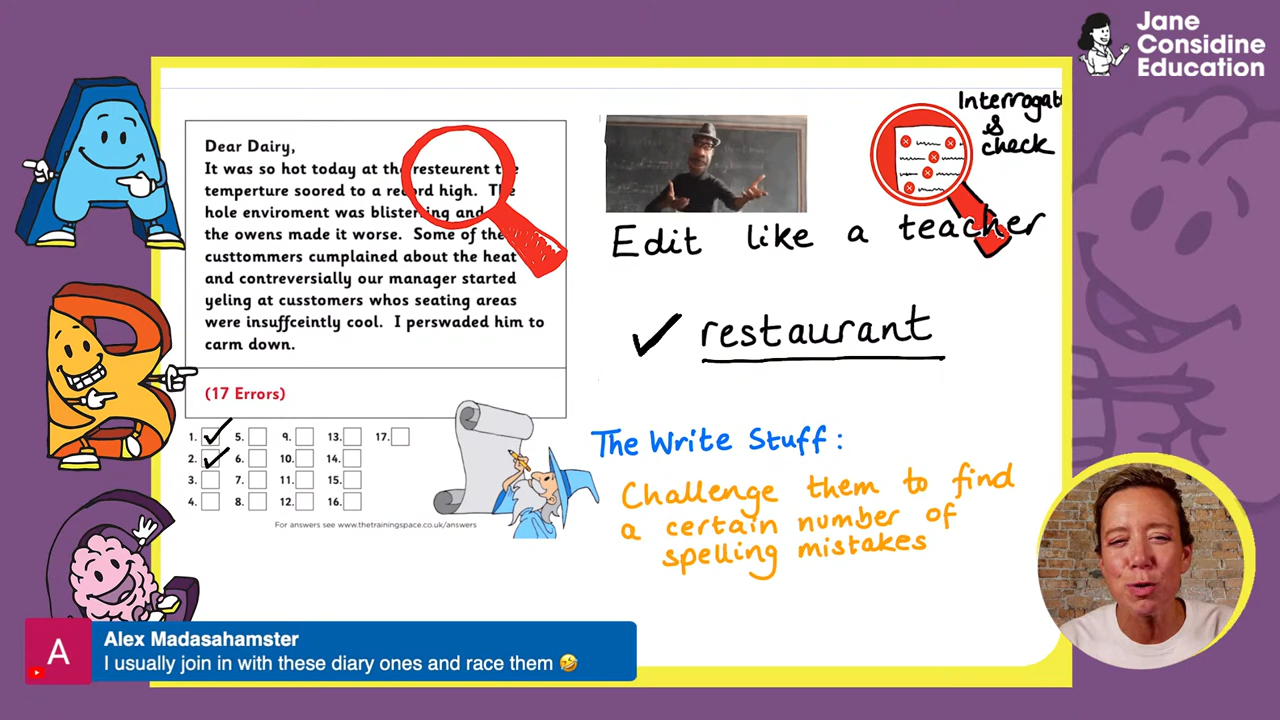 Jane
Considine
Education
Interrogat
&
check
Dear Dairy,
It was so hot today at the resteurent the
temperture soored to a record high. The
hole enviroment was blistering and
the owens made it worse. Some of the
custtommers cumplained about the heat
and contreversially our manager started
yeling at cusstomers whos seating areas
were insuffceintly cool. I perswaded him to
carm down.
(17 Errors)
1. 5. 9. 13. 17.
2. 6. 10. 14.
3. 7. 11. 15.
4. 8. 12. 16.
For answers see www.thetrainingspace.co.uk/answers
Edit like a teacher
restaurant
The Write Stuff:
Challenge them to find
a certain number of
spelling mistakes
A
Alex Madasahamster
I usually join in with these diary ones and race them 🤣